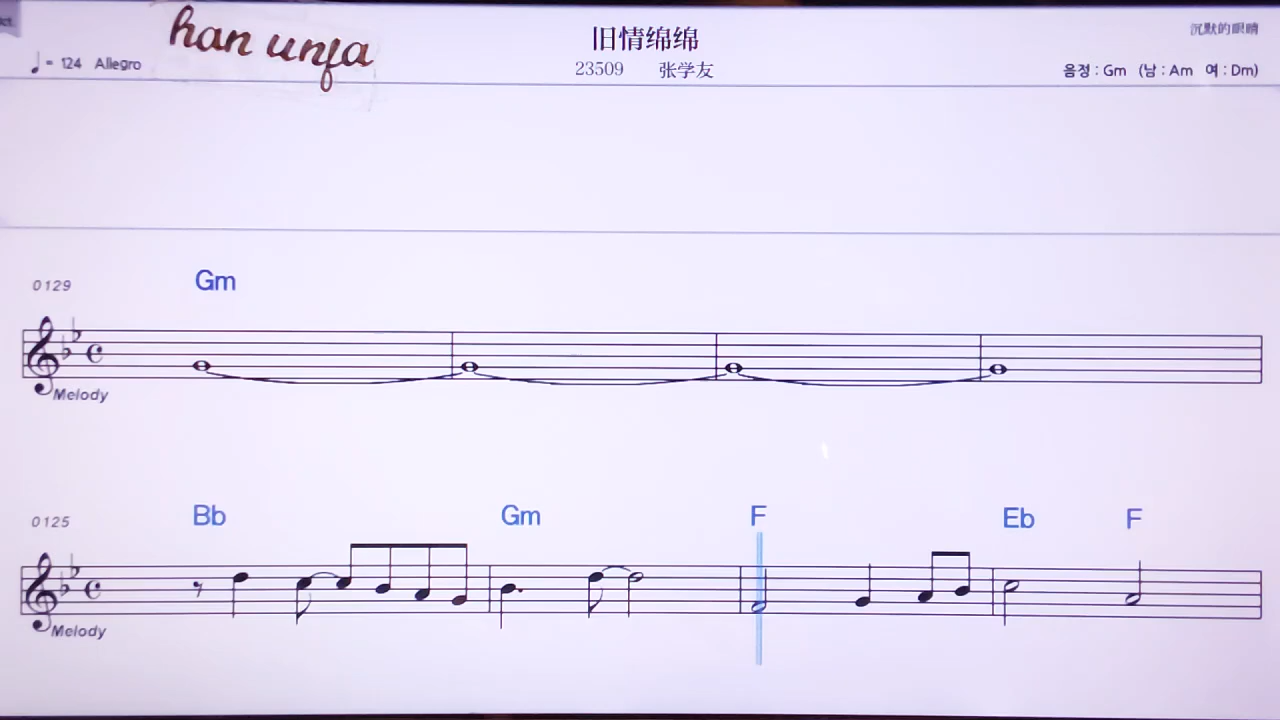 han unfa
旧情绵绵
沉默的眼睛
♩= 124 Allegro
23509 张学友
음정 : Gm (남 : Am 여 : Dm)
Gm
0129
Melody
Bb Gm F Eb F
0125
Melody